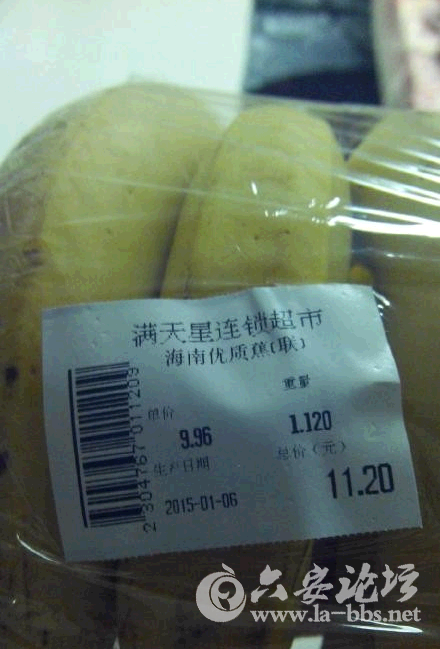 满天星连锁超市
海南优质蕉(联)
重量
单价
9.96
1.120
生产日期
总价（元）
2015-01-06
11.20
2304767011209
六安论坛
www.la-bbs.net